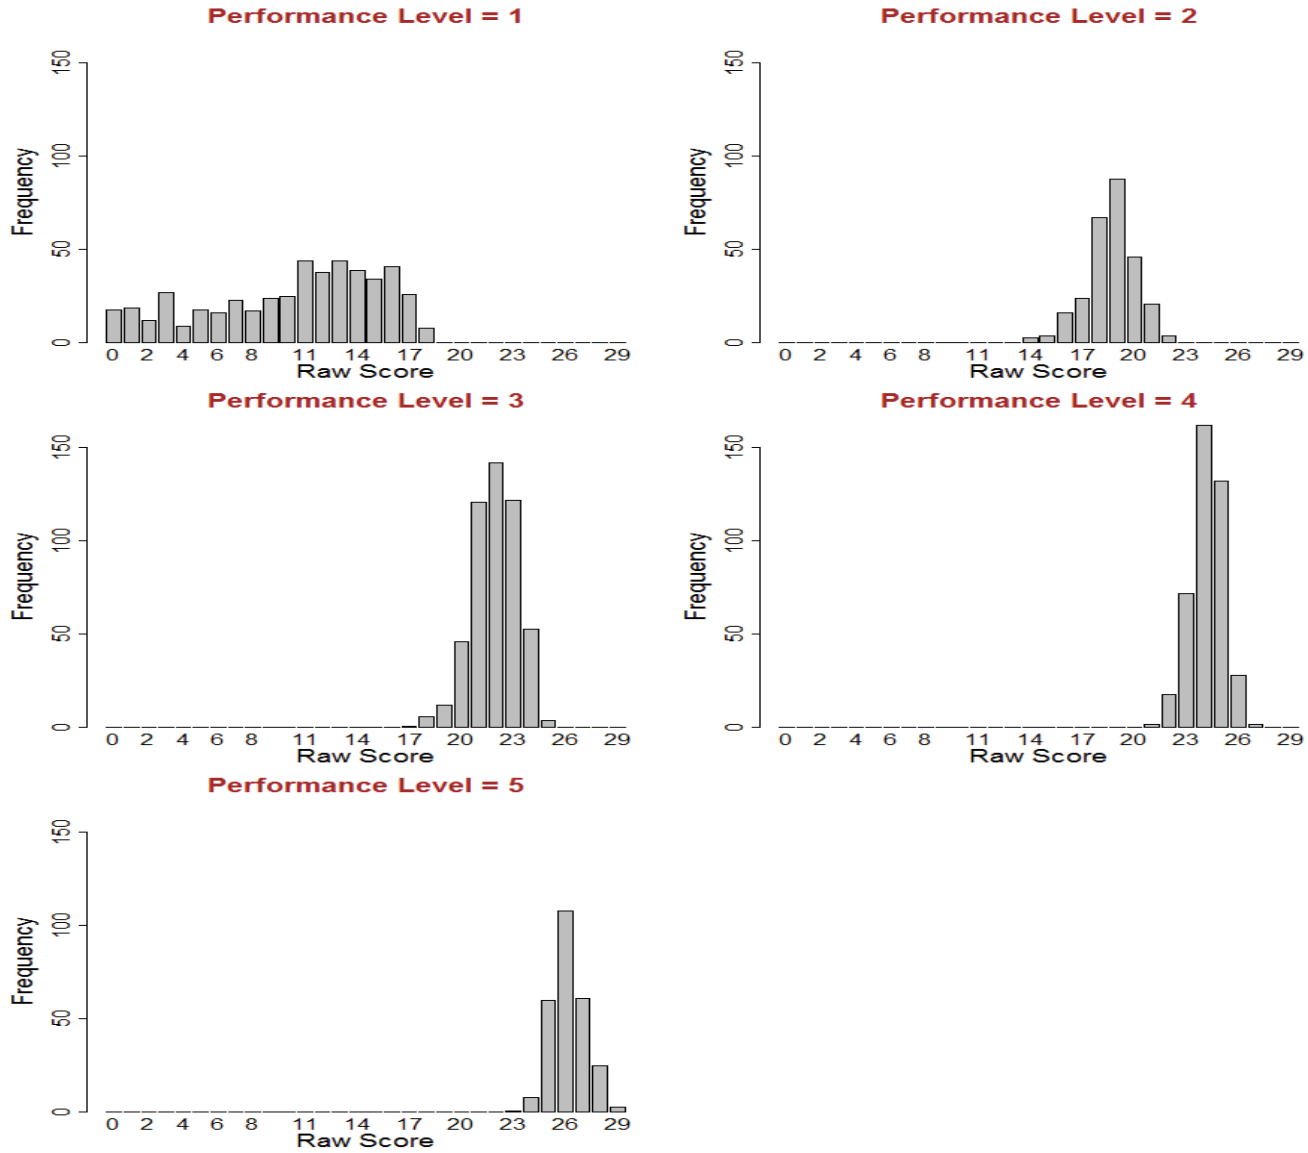 Performance Level = 1
150
100
50
0
Frequency
0 2 4 6 8 11 14 17 20 23 26 29
Raw Score
Performance Level = 2
150
100
50
0
Frequency
0 2 4 6 8 11 14 17 20 23 26 29
Raw Score
Performance Level = 3
150
100
50
0
Frequency
0 2 4 6 8 11 14 17 20 23 26 29
Raw Score
Performance Level = 4
150
100
50
0
Frequency
0 2 4 6 8 11 14 17 20 23 26 29
Raw Score
Performance Level = 5
150
100
50
0
Frequency
0 2 4 6 8 11 14 17 20 23 26 29
Raw Score